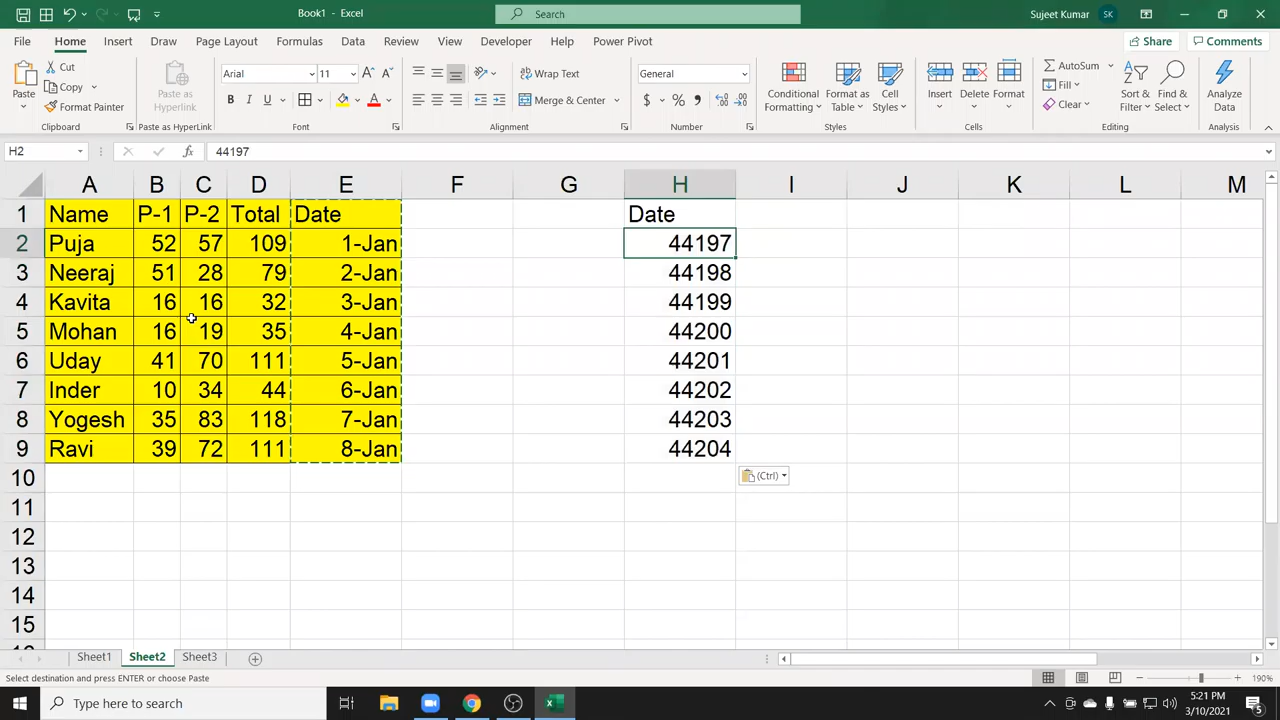 Book1 - Excel
Search
Sujeet Kumar
SK
File Home Insert Draw Page Layout Formulas Data Review View Developer Help Power Pivot
Share
Comments
Paste
Cut
Copy
Format Painter
Clipboard
Paste as
HyperLink
Paste as HyperLink
Arial
11
B I U
Font
Wrap Text
Merge & Center
Alignment
General
$ %
Number
Conditional
Formatting
Format as
Table
Cell
Styles
Styles
Insert
Delete
Format
Cells
AutoSum
Fill
Clear
Sort &
Filter
Find &
Select
Editing
Analyze
Data
Analysis
H2
fx
44197
A B C D E F G H I J K L M
1 Name P-1 P-2 Total Date Date
2 Puja 52 57 109 1-Jan 44197
3 Neeraj 51 28 79 2-Jan 44198
4 Kavita 16 16 32 3-Jan 44199
5 Mohan 16 19 35 4-Jan 44200
6 Uday 41 70 111 5-Jan 44201
7 Inder 10 34 44 6-Jan 44202
8 Yogesh 35 83 118 7-Jan 44203
9 Ravi 39 72 111 8-Jan 44204
10
(Ctrl)
11
12
13
14
15
Sheet1 Sheet2 Sheet3
Select destination and press ENTER or choose Paste
190%
Type here to search
5:21 PM
3/10/2021